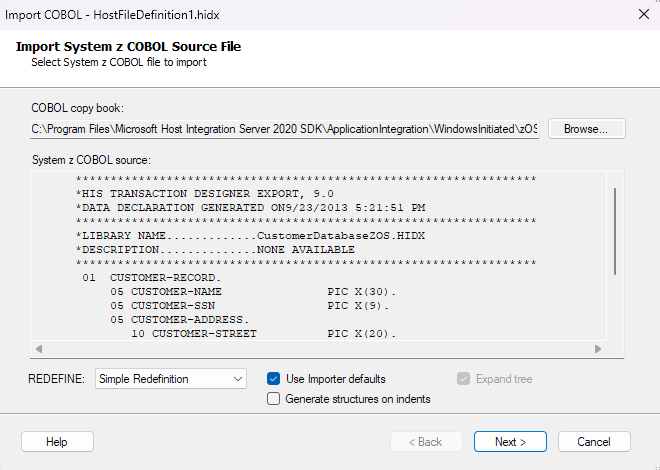 Import COBOL - HostFileDefinition1.hidx
Import System z COBOL Source File
Select System z COBOL file to import
COBOL copy book:
C:\Program Files\Microsoft Host Integration Server 2020 SDK\ApplicationIntegration\WindowsInitiated\zOS
Browse...
System z COBOL source:
******************************************************************
*HIS TRANSACTION DESIGNER EXPORT, 9.0
*DATA DECLARATION GENERATED ON9/23/2013 5:21:51 PM
******************************************************************
*LIBRARY NAME.............CustomerDatabaseZOS.HIDX
*DESCRIPTION..............NONE AVAILABLE
******************************************************************
01  CUSTOMER-RECORD.
05 CUSTOMER-NAME               PIC X(30).
05 CUSTOMER-SSN                PIC X(9).
05 CUSTOMER-ADDRESS.
10 CUSTOMER-STREET          PIC X(20).
REDEFINE: Simple Redefinition Use Importer defaults Expand tree
Generate structures on indents
Help < Back Next > Cancel